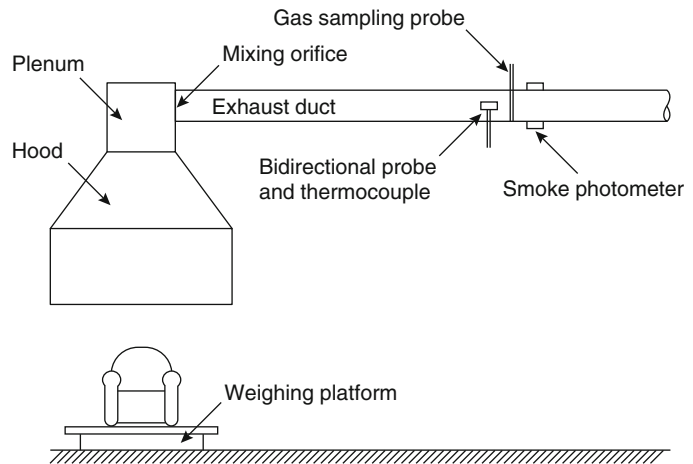 Gas sampling probe
Mixing orifice
Plenum
Exhaust duct
Hood
Bidirectional probe
and thermocouple
Smoke photometer
Weighing platform